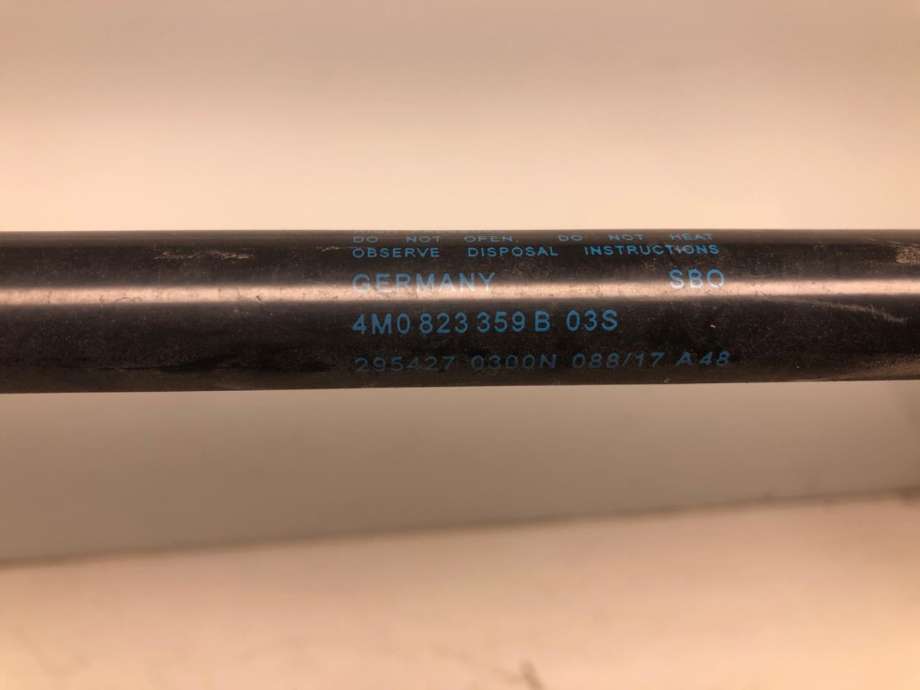 DO NOT OPEN. DO NOT HEAT
OBSERVE DISPOSAL INSTRUCTIONS
GERMANY SBO
4M0 823 359 B 03S
295427 0300N 088/17 A 48